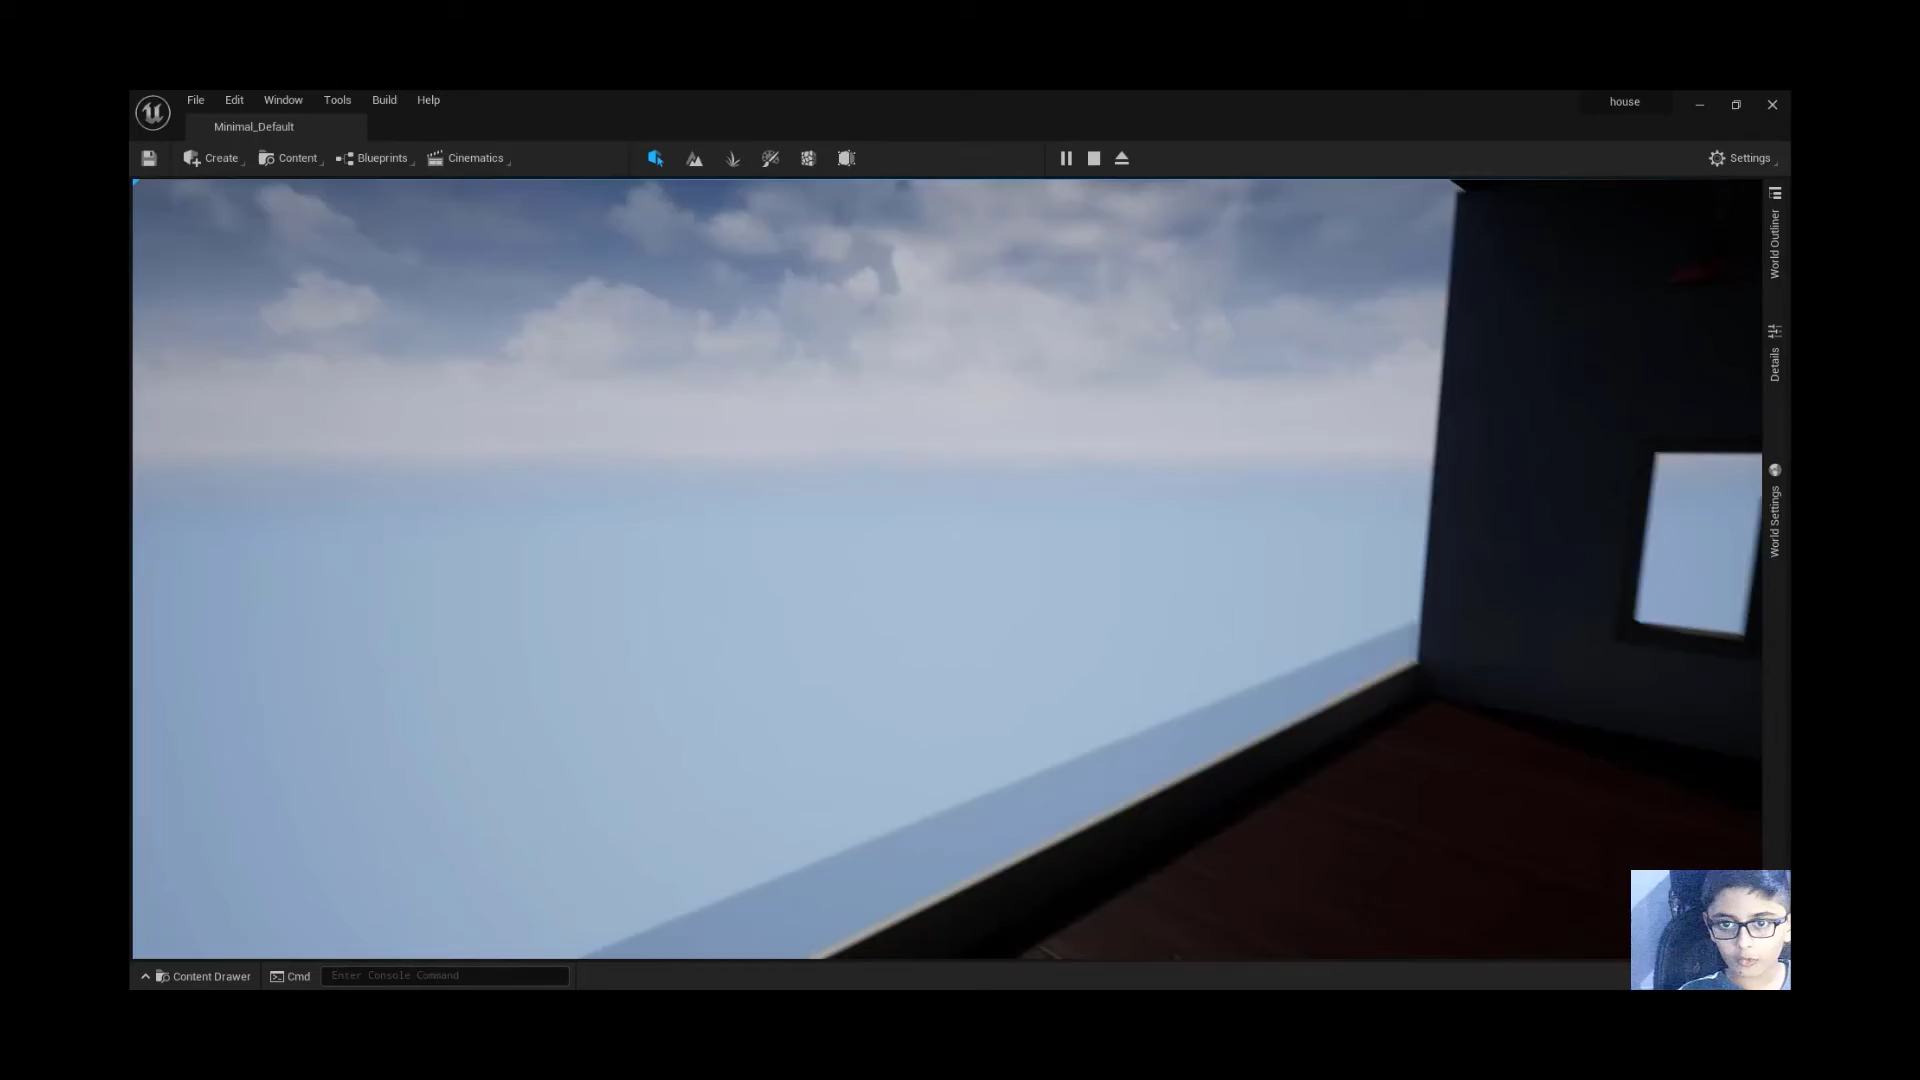 File Edit Window Tools Build Help
house
Minimal_Default
Create Content Blueprints Cinematics
Settings
World Outliner
Details
World Settings
Content Drawer Cmd Enter Console Command